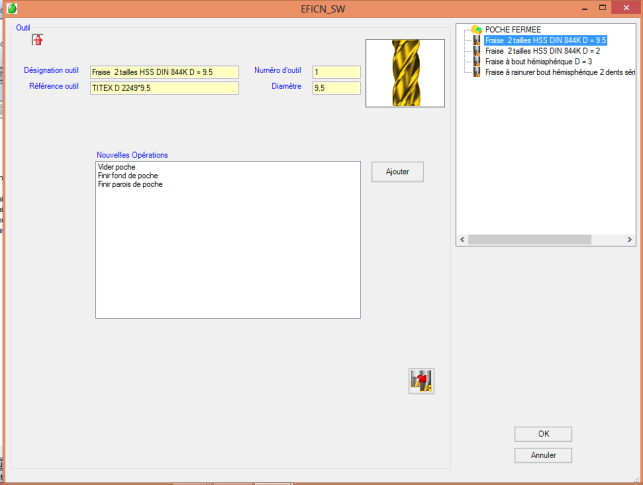 EFICN_SW
Outil
Désignation outil
Fraise 2 tailles HSS DIN 844K D = 9.5
Numéro d'outil
1
Référence outil
TITEX D 2249*9.5
Diamètre
9,5
Nouvelles Opérations
Vider poche
Finir fond de poche
Finir parois de poche
Ajouter
POCHE FERMEE
Fraise 2 tailles HSS DIN 844K D = 9.5
Fraise 2 tailles HSS DIN 844K D = 2
Fraise à bout hémisphérique D = 3
Fraise à rainurer bout hémisphérique 2 dents séri
OK
Annuler